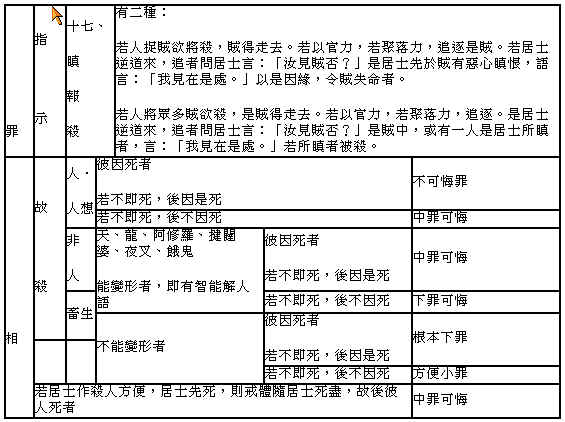 罪相
指示
十七、瞋報殺
有二種：
若人捉賊欲將殺，賊得走去。若以官力，若聚落力，追逐是賊。若居士
逆道來，追者問居士言：「汝見賊否？」是居士先於賊有惡心瞋恨，語
言：「我見在是處。」以是因緣，令賊失命者。
若人將眾多賊欲殺，是賊得走去。若以官力，若聚落力，追逐。是居士
逆道來，追者問居士言：「汝見賊否？」是賊中，或有一人是居士所瞋
者，言：「我見在是處。」若所瞋者被殺。
故殺
人．人想
彼因死者
若不即死，後因是死
不可悔罪
若不即死，後不因死
中罪可悔
非人
天、龍、阿修羅、揵闥
婆、夜叉、餓鬼
能變形者，即有智能解人
語
彼因死者
若不即死，後因是死
中罪可悔
畜生
若不即死，後不因死
下罪可悔
不能變形者
彼因死者
若不即死，後因是死
根本下罪
若不即死，後不因死
方便小罪
若居士作殺人方便，居士先死，則戒體隨居士死盡，故後彼
人死者
中罪可悔